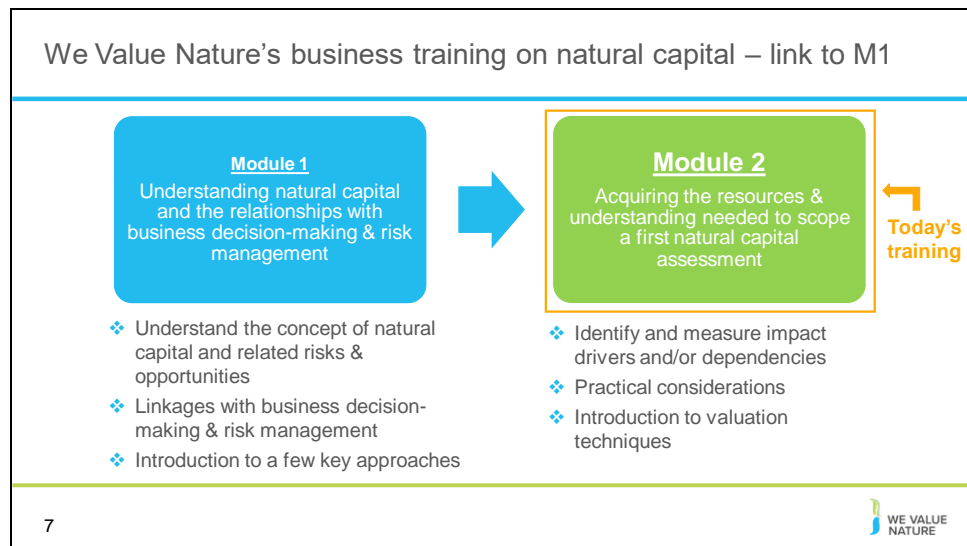 We Value Nature's business training on natural capital – link to M1
Module 1
Understanding natural capital
and the relationships with
business decision-making & risk
management
Module 2
Acquiring the resources &
understanding needed to scope
a first natural capital
assessment
Today's
training
❖ Understand the concept of natural
capital and related risks &
opportunities
❖ Linkages with business decision-
making & risk management
❖ Introduction to a few key approaches
❖ Identify and measure impact
drivers and/or dependencies
❖ Practical considerations
❖ Introduction to valuation
techniques
7
WE VALUE
NATURE